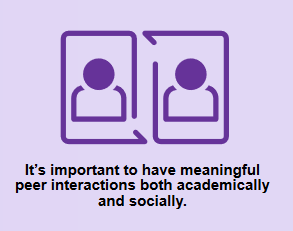 It's important to have meaningful
peer interactions both academically
and socially.